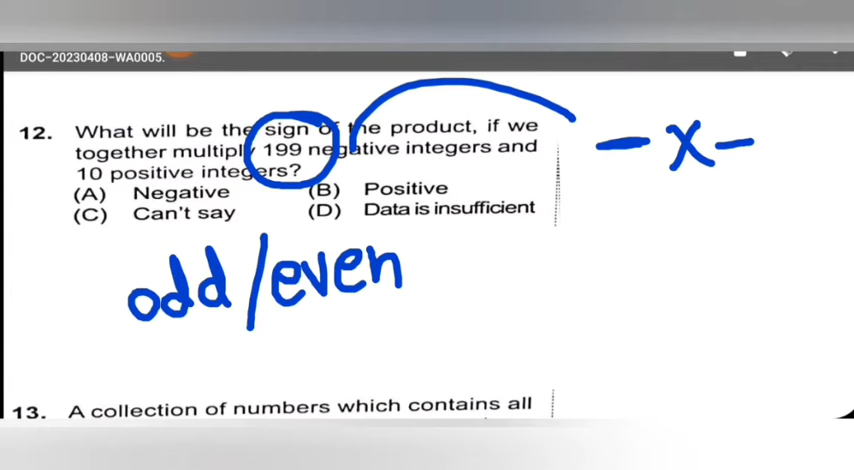 DOC-20230408-WA0005.
12. What will be the sign of the product, if we
together multiply 199 negative integers and
10 positive integers?
(A) Negative (B) Positive
(C) Can't say (D) Data is insufficient
- x -
odd/even
13. A collection of numbers which contains all